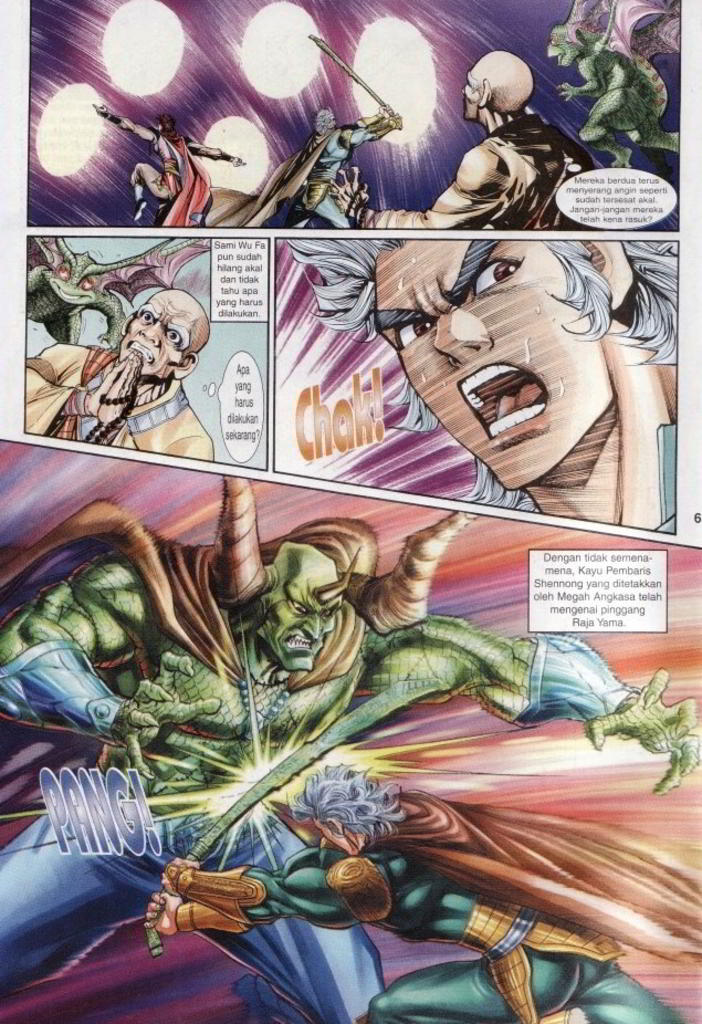 Mereka berdua terus
menyerang angin seperti
sudah tersesat akal.
Jangan-jangan mereka
telah kena rasuk?
Sami Wu Fa
pun sudah
hilang akal
dan tidak
tahu apa
yang harus
dilakukan.
Apa
yang
harus
dilakukan
sekarang?
Chak!
6
Dengan tidak semena-
mena, Kayu Pembaris
Shennong yang ditetakkan
oleh Megah Angkasa telah
mengenai pinggang
Raja Yama.
PANG!